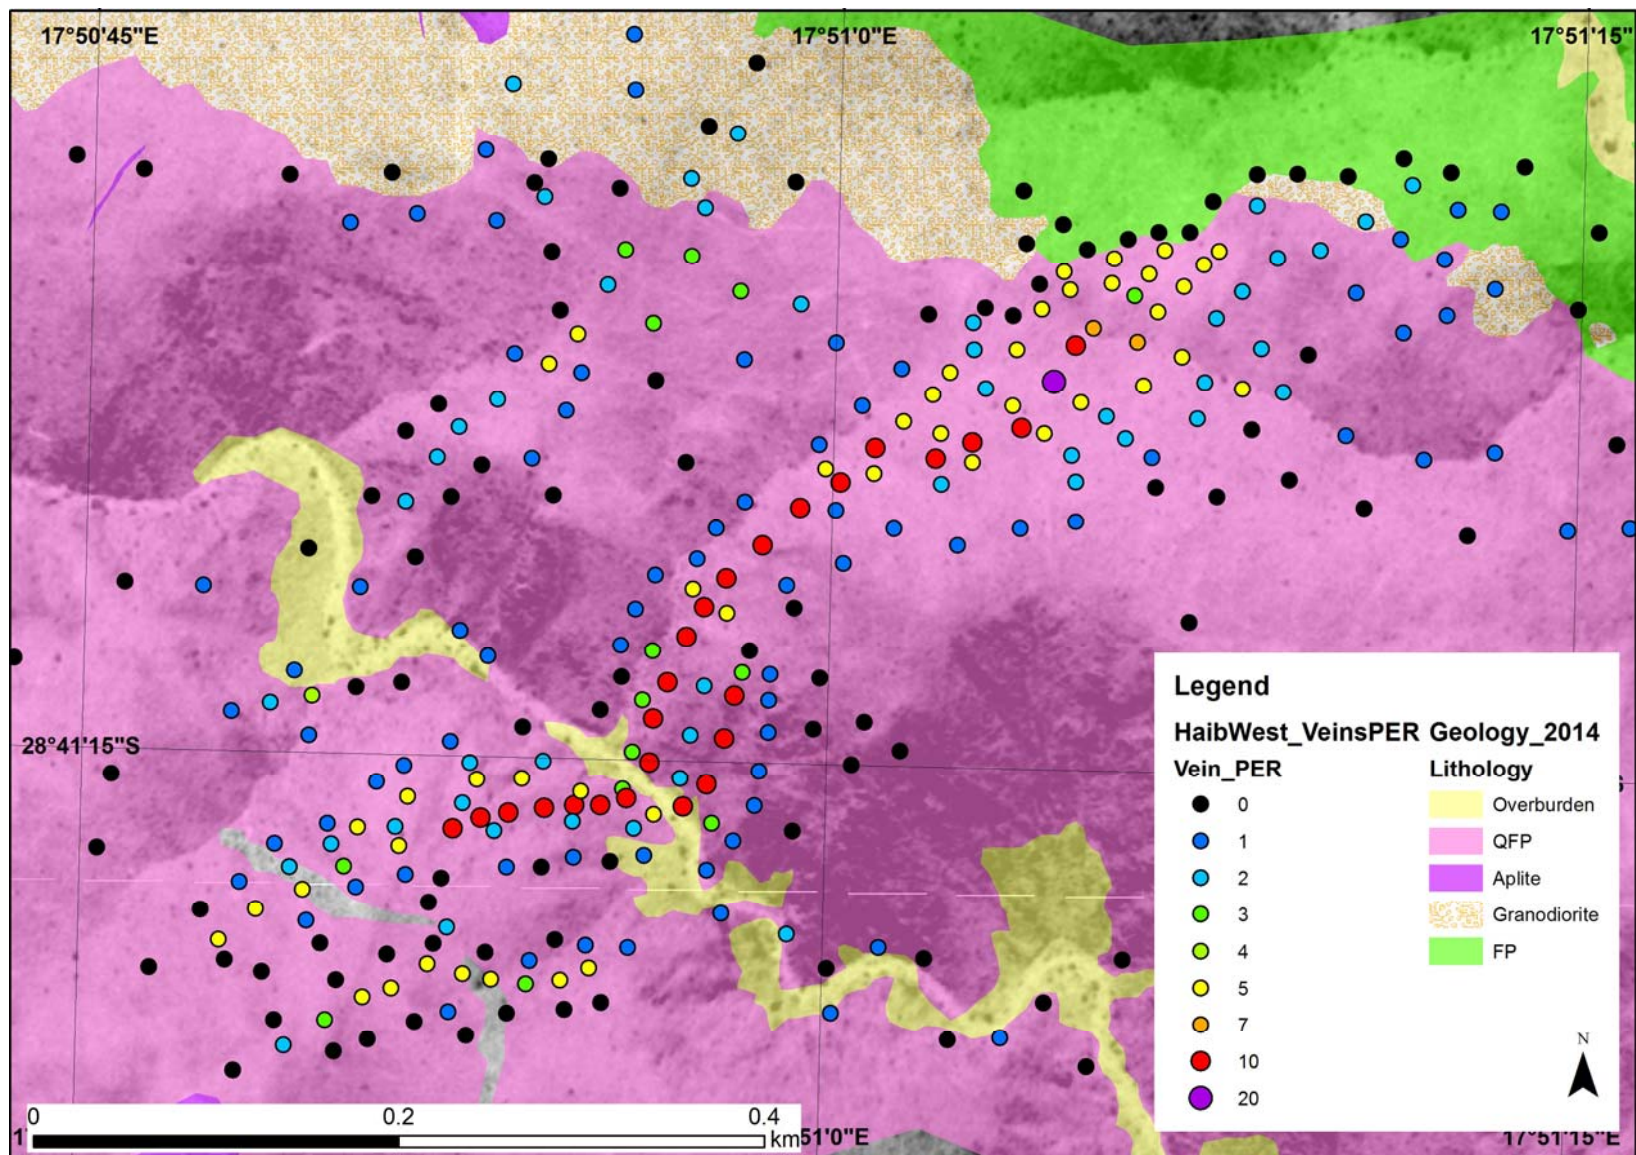 17°50'45"E 17°51'0"E 17°51'15"
28°41'15"S
Legend
HaibWest_VeinsPER Geology_2014
Vein_PER Lithology
0 Overburden
1 QFP
2 Aplite
3 Granodiorite
4 FP
5
7
10
20
N
0 0.2 0.4
km
51'0"E 17°51'15"E